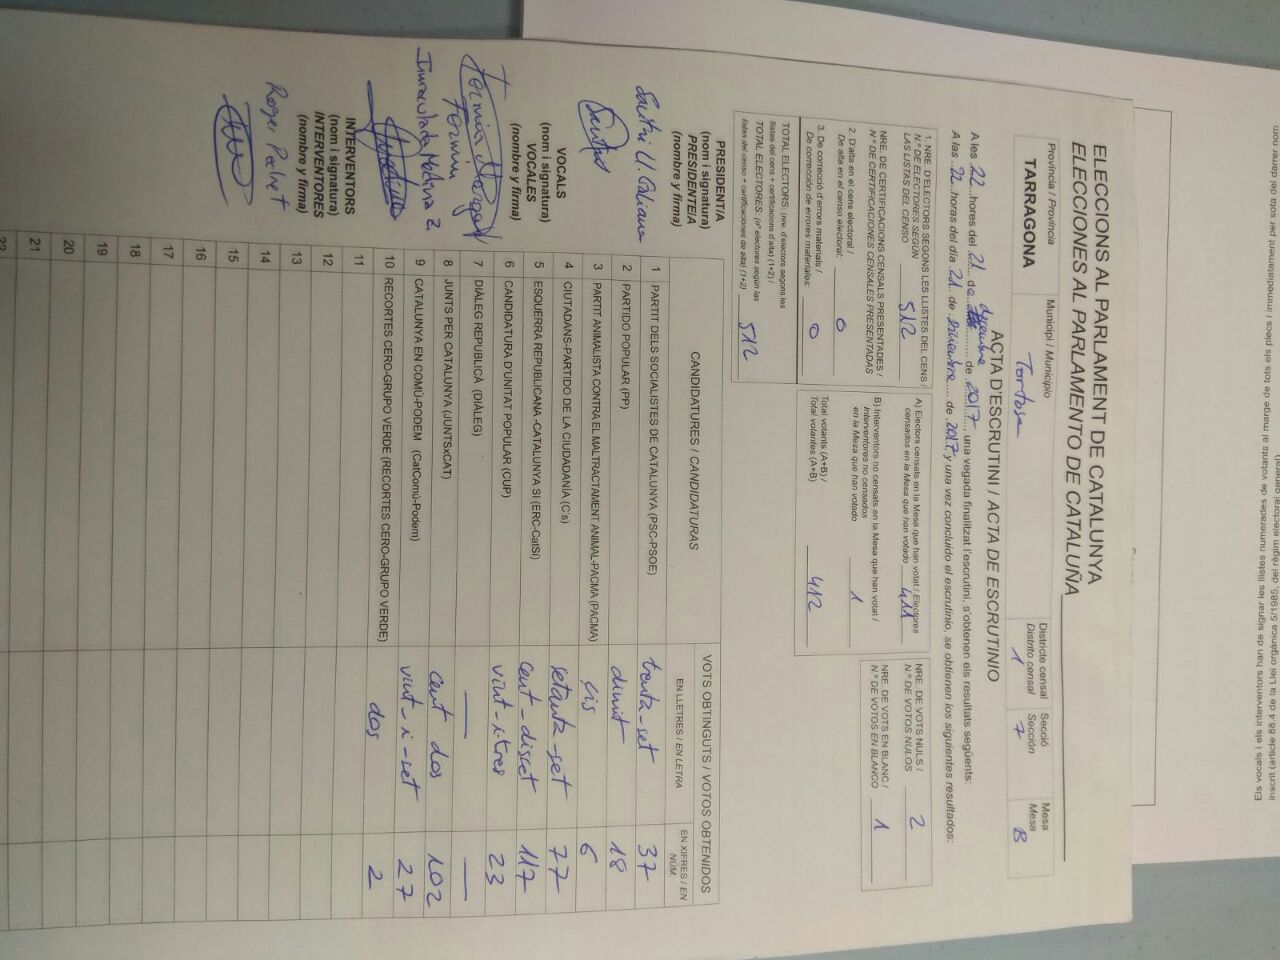 ELECCIONS AL PARLAMENT DE CATALUNYA
ELECCIONES AL PARLAMENTO DE CATALUÑA
Província / Provincia
TARRAGONA
Municipi / Municipio
Tortosa
Districte censal
Distrito censal
1
Secció
Sección
7
Mesa
Mesa
B
ACTA D'ESCRUTINI / ACTA DE ESCRUTINIO
A les 22 hores del 21 de desembre de 2017, una vegada finalitzat l'escrutini, s'obtenen els resultats següents:
A las 22 horas del día 21 de Diciembre de 2017 y una vez concluido el escrutinio, se obtienen los siguientes resultados:
1. NRE. D'ELECTORS SEGONS LES LLISTES DEL CENS /
N.º DE ELECTORES SEGÚN
LAS LISTAS DEL CENSO
512
NRE. DE CERTIFICACIONS CENSALS PRESENTADES /
N.º DE CERTIFICACIONES CENSALES PRESENTADAS
2. D'alta en el cens electoral /
De alta en el censo electoral:
0
3. De correcció d'errors materials /
De corrección de errores materiales:
0
TOTAL ELECTORS: (nre. d'electors segons les
llistes del cens + certificacions d'alta) (1+2) /
TOTAL ELECTORES: (nº electores según las
listas del censo + certificaciones de alta) (1+2)
512
A) Electors censats en la Mesa que han votat / Electores
censados en la Mesa que han votado
411
B) Interventors no censats en la Mesa que han votat /
Interventores no censados
en la Mesa que han votado
1
Total votants (A+B) /
Total votantes (A+B)
412
NRE. DE VOTS NULS /
N.º DE VOTOS NULOS
2
NRE. DE VOTS EN BLANC /
N.º DE VOTOS EN BLANCO
1
CANDIDATURES / CANDIDATURAS
VOTS OBTINGUTS / VOTOS OBTENIDOS
EN LLETRES / EN LETRA
EN XIFRES / EN
NÚM.
1 PARTIT DELS SOCIALISTES DE CATALUNYA (PSC-PSOE) trenta-set 37
2 PARTIDO POPULAR (PP) divuit 18
3 PARTIT ANIMALISTA CONTRA EL MALTRACTAMENT ANIMAL-PACMA (PACMA) sis 6
4 CIUTADANS-PARTIDO DE LA CIUDADANÍA (C's) setanta-set 77
5 ESQUERRA REPUBLICANA -CATALUNYA SI (ERC-CatSí) cent-disset 117
6 CANDIDATURA D'UNITAT POPULAR (CUP) vint-i-tres 23
7 DIÀLEG REPUBLICÀ (DIÀLEG) — —
8 JUNTS PER CATALUNYA (JUNTSxCAT) cent dos 102
9 CATALUNYA EN COMÚ-PODEM (CatComú-Podem) vint-i-set 27
10 RECORTES CERO-GRUPO VERDE (RECORTES CERO-GRUPO VERDE) dos 2
11
12
13
14
15
16
17
18
19
20
21
22
PRESIDENT/A
(nom i signatura)
PRESIDENTE/A
(nombre y firma)
VOCALS
(nom i signatura)
VOCALES
(nombre y firma)
Inmaculada Medina
INTERVENTORS
(nom i signatura)
INTERVENTORES
(nombre y firma)
Roger
Els vocals i els interventors han de signar les llistes numerades de votants al marge de tots els plecs i immediatament per sota del darrer nom
inscrit (article 88.4 de la Llei orgànica 5/1985, del règim electoral general)